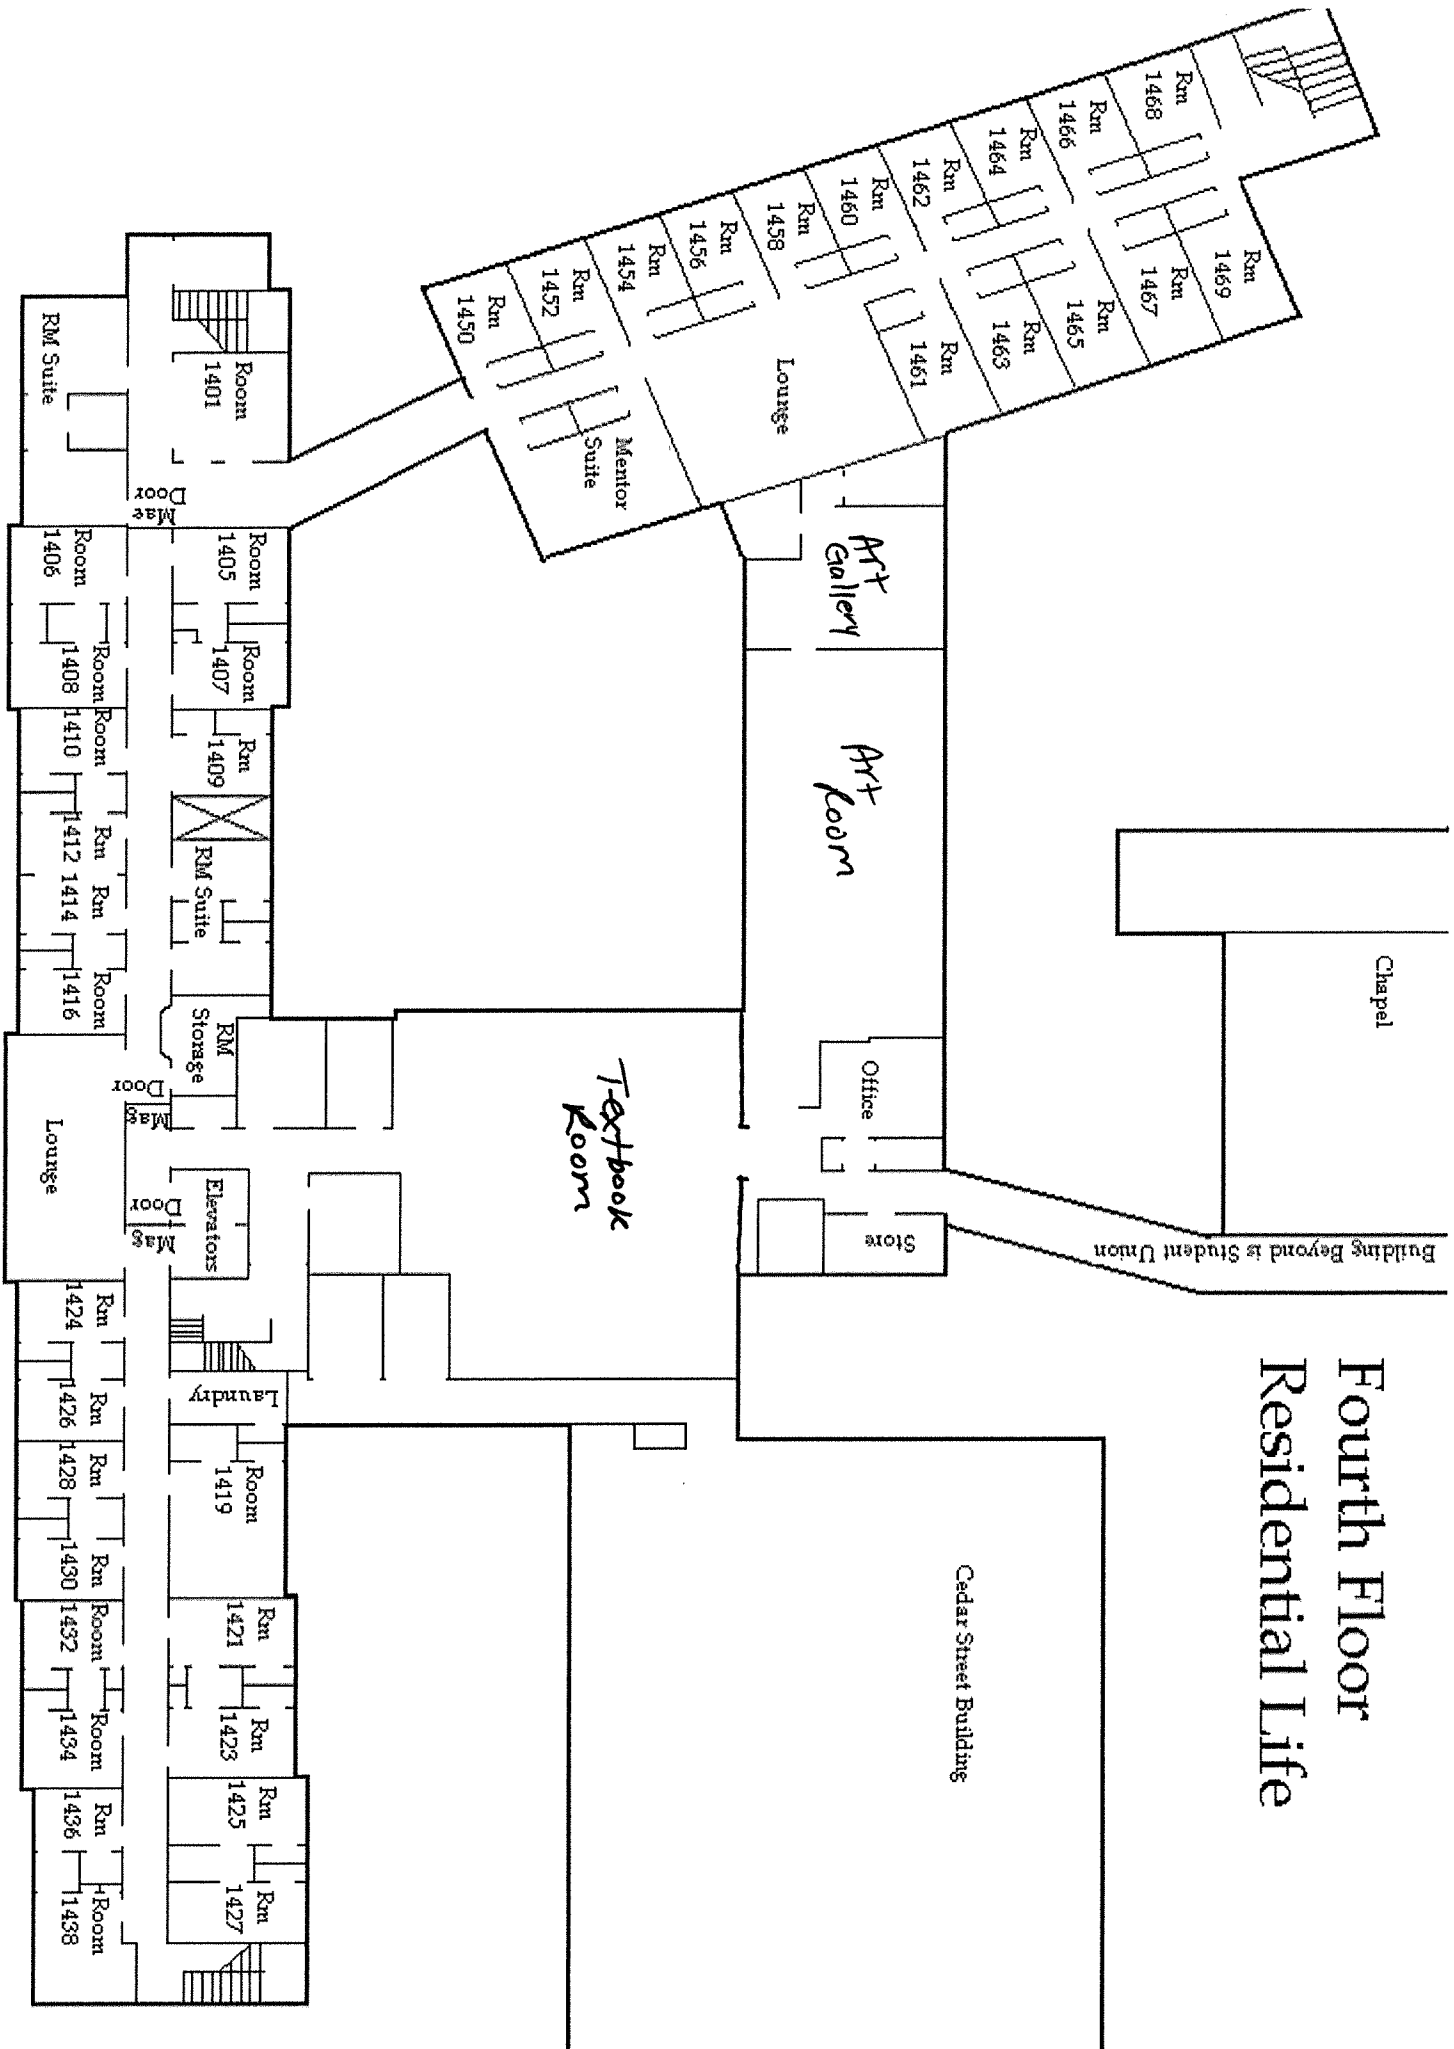 Fourth Floor
Residential Life
Chapel
Building Beyond is Student Union
Cedar Street Building
Rm
1468
Rm
1466
Rm
1464
Rm
1462
Rm
1460
Rm
1458
Rm
1456
Rm
1454
Rm
1452
Rm
1450
Rm
1469
Rm
1467
Rm
1465
Rm
1463
Rm
1461
Lounge
Mentor
Suite
Art
Gallery
Art
Room
Office
Store
Textbook
Room
RM Suite
Room
1401
Mag
Door
Room
1405
Room
1407
Rm
1409
RM Suite
RM
Storage
Mag
Door
Elevators
Mag
Door
Laundry
Room
1419
Rm
1421
Rm
1423
Rm
1425
Rm
1427
Room
1406
Room
1408
Room
1410
Rm
1412
Rm
1414
Room
1416
Lounge
Rm
1424
Rm
1426
Rm
1428
Rm
1430
Room
1432
Room
1434
Rm
1436
Room
1438